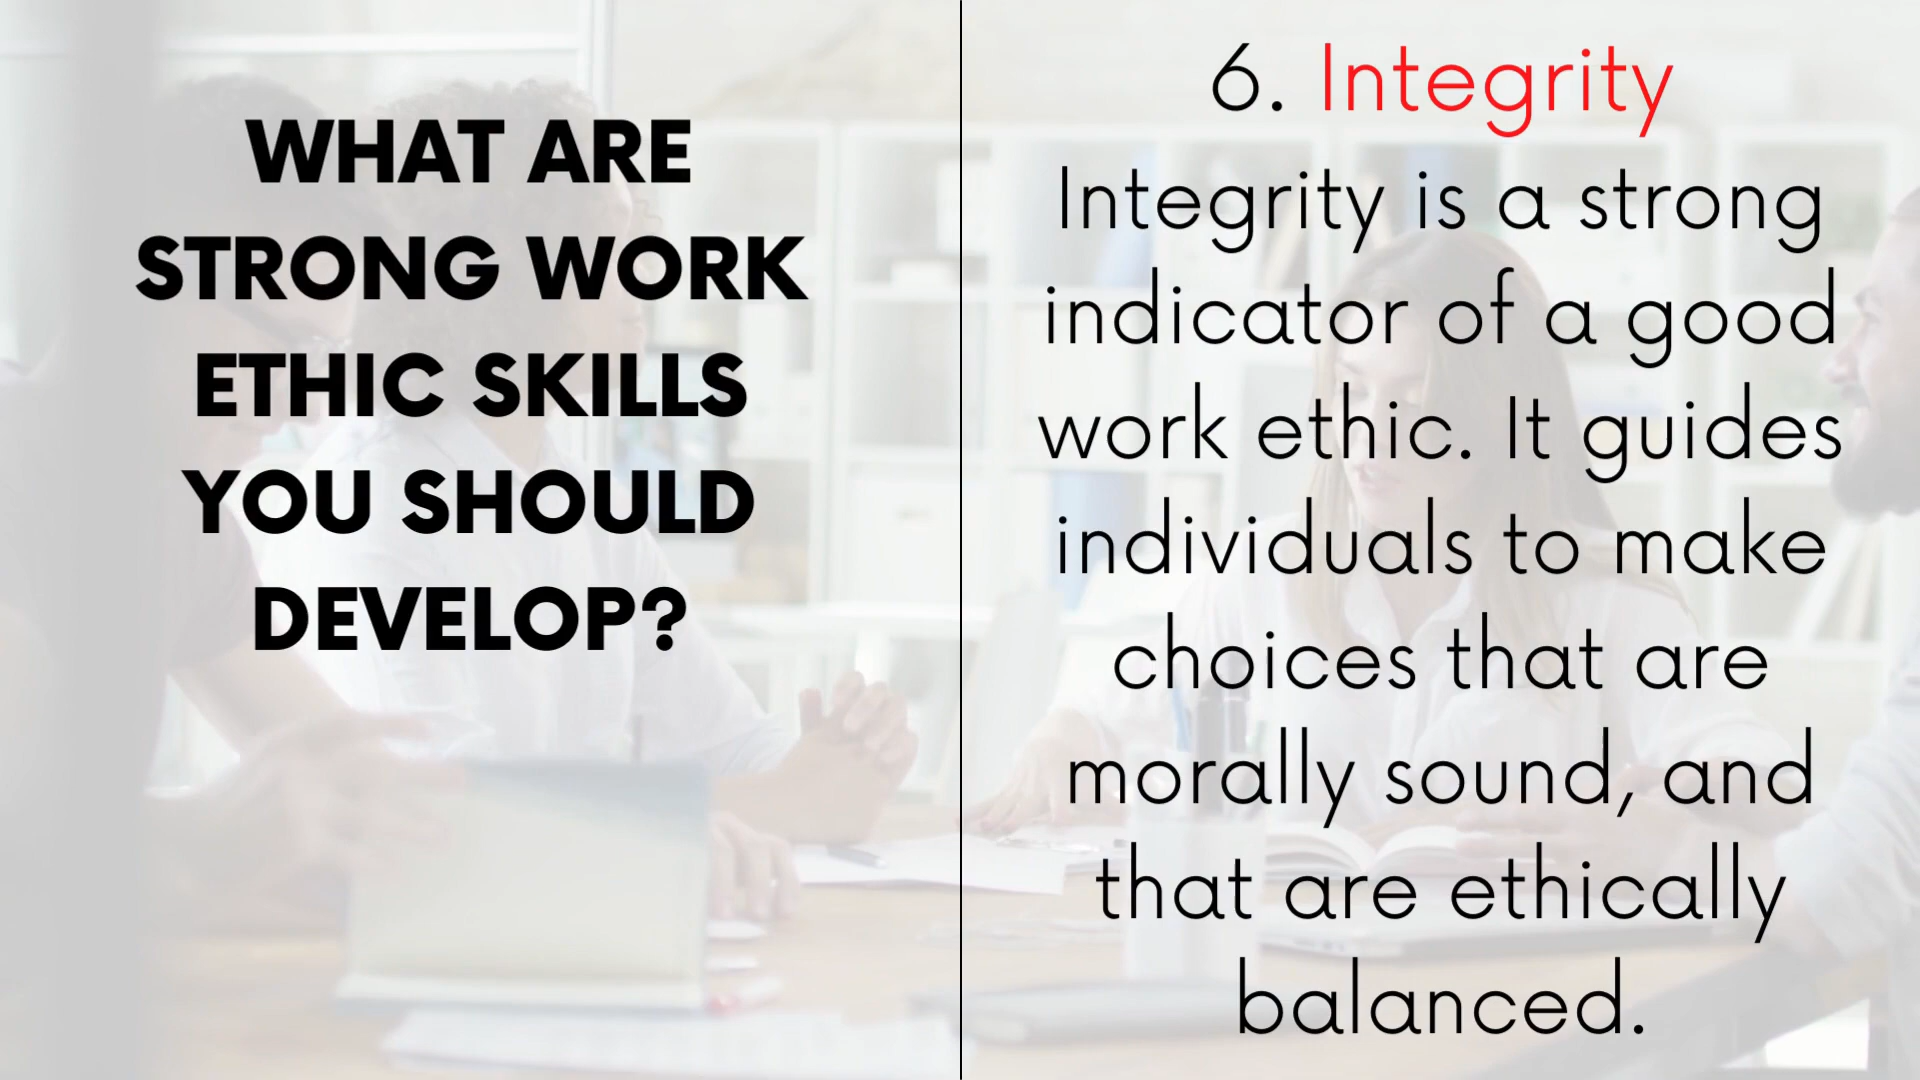 WHAT ARE
STRONG WORK
ETHIC SKILLS
YOU SHOULD
DEVELOP?
6. Integrity
Integrity is a strong
indicator of a good
work ethic. It guides
individuals to make
choices that are
morally sound, and
that are ethically
balanced.